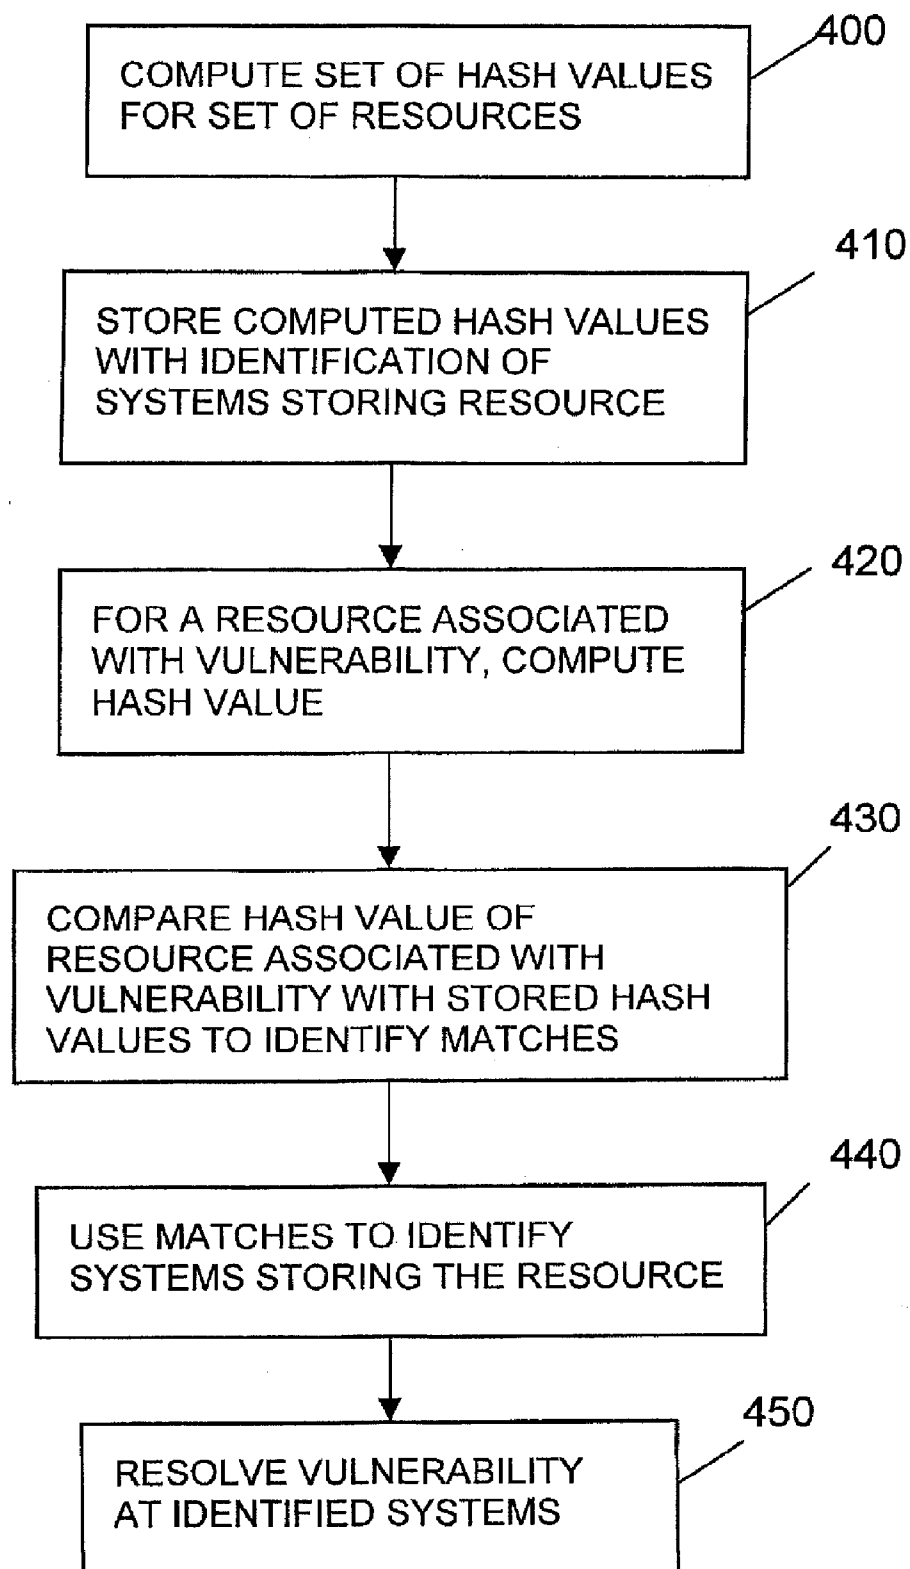 400
COMPUTE SET OF HASH VALUES
FOR SET OF RESOURCES
410
STORE COMPUTED HASH VALUES
WITH IDENTIFICATION OF
SYSTEMS STORING RESOURCE
420
FOR A RESOURCE ASSOCIATED
WITH VULNERABILITY, COMPUTE
HASH VALUE
430
COMPARE HASH VALUE OF
RESOURCE ASSOCIATED WITH
VULNERABILITY WITH STORED HASH
VALUES TO IDENTIFY MATCHES
440
USE MATCHES TO IDENTIFY
SYSTEMS STORING THE RESOURCE
450
RESOLVE VULNERABILITY
AT IDENTIFIED SYSTEMS